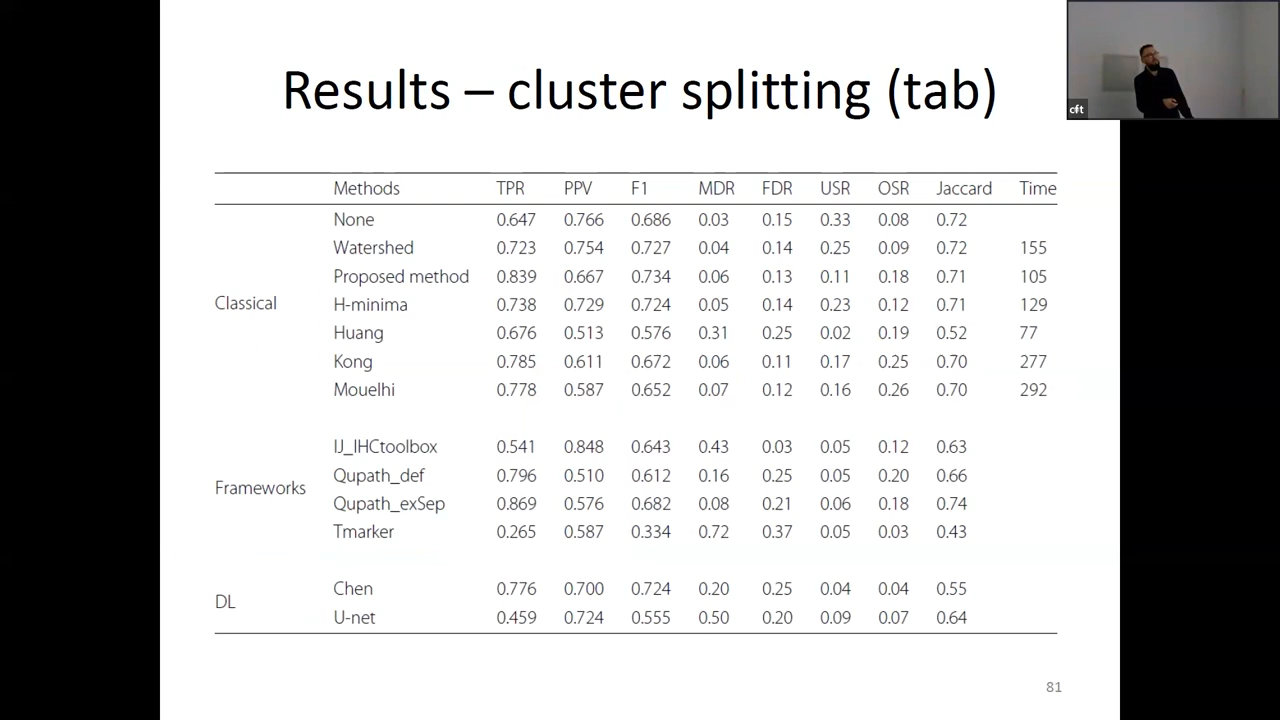 cft
Results – cluster splitting (tab)
Methods TPR PPV F1 MDR FDR USR OSR Jaccard Time
Classical
None 0.647 0.766 0.686 0.03 0.15 0.33 0.08 0.72
Watershed 0.723 0.754 0.727 0.04 0.14 0.25 0.09 0.72 155
Proposed method 0.839 0.667 0.734 0.06 0.13 0.11 0.18 0.71 105
H-minima 0.738 0.729 0.724 0.05 0.14 0.23 0.12 0.71 129
Huang 0.676 0.513 0.576 0.31 0.25 0.02 0.19 0.52 77
Kong 0.785 0.611 0.672 0.06 0.11 0.17 0.25 0.70 277
Mouelhi 0.778 0.587 0.652 0.07 0.12 0.16 0.26 0.70 292
Frameworks
IJ_IHCtoolbox 0.541 0.848 0.643 0.43 0.03 0.05 0.12 0.63
Qupath_def 0.796 0.510 0.612 0.16 0.25 0.05 0.20 0.66
Qupath_exSep 0.869 0.576 0.682 0.08 0.21 0.06 0.18 0.74
Tmarker 0.265 0.587 0.334 0.72 0.37 0.05 0.03 0.43
DL
Chen 0.776 0.700 0.724 0.20 0.25 0.04 0.04 0.55
U-net 0.459 0.724 0.555 0.50 0.20 0.09 0.07 0.64
81